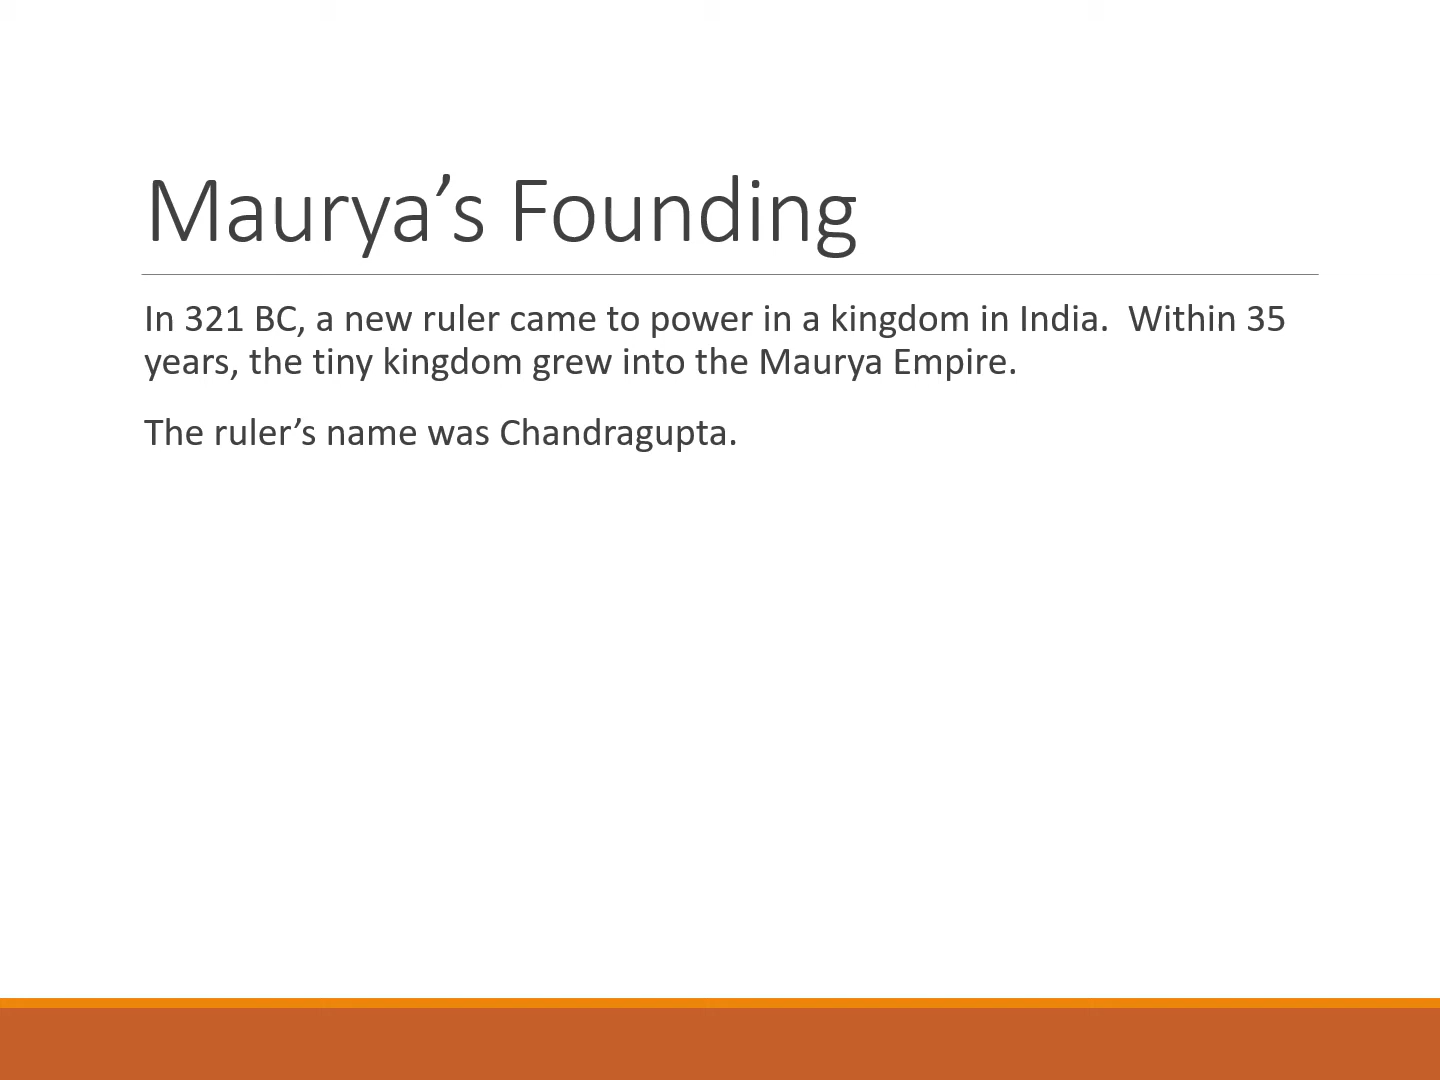 Maurya’s Founding
In 321 BC, a new ruler came to power in a kingdom in India.  Within 35
years, the tiny kingdom grew into the Maurya Empire.
The ruler’s name was Chandragupta.